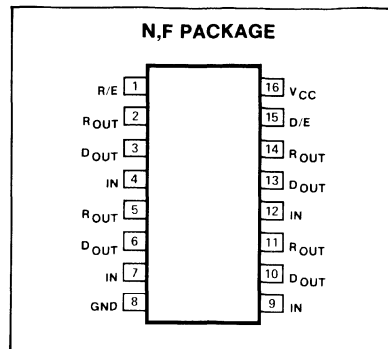 N,F PACKAGE
R/E 1 16 VCC
ROUT 2 15 D/E
DOUT 3 14 ROUT
IN 4 13 DOUT
ROUT 5 12 IN
DOUT 6 11 ROUT
IN 7 10 DOUT
GND 8 9 IN